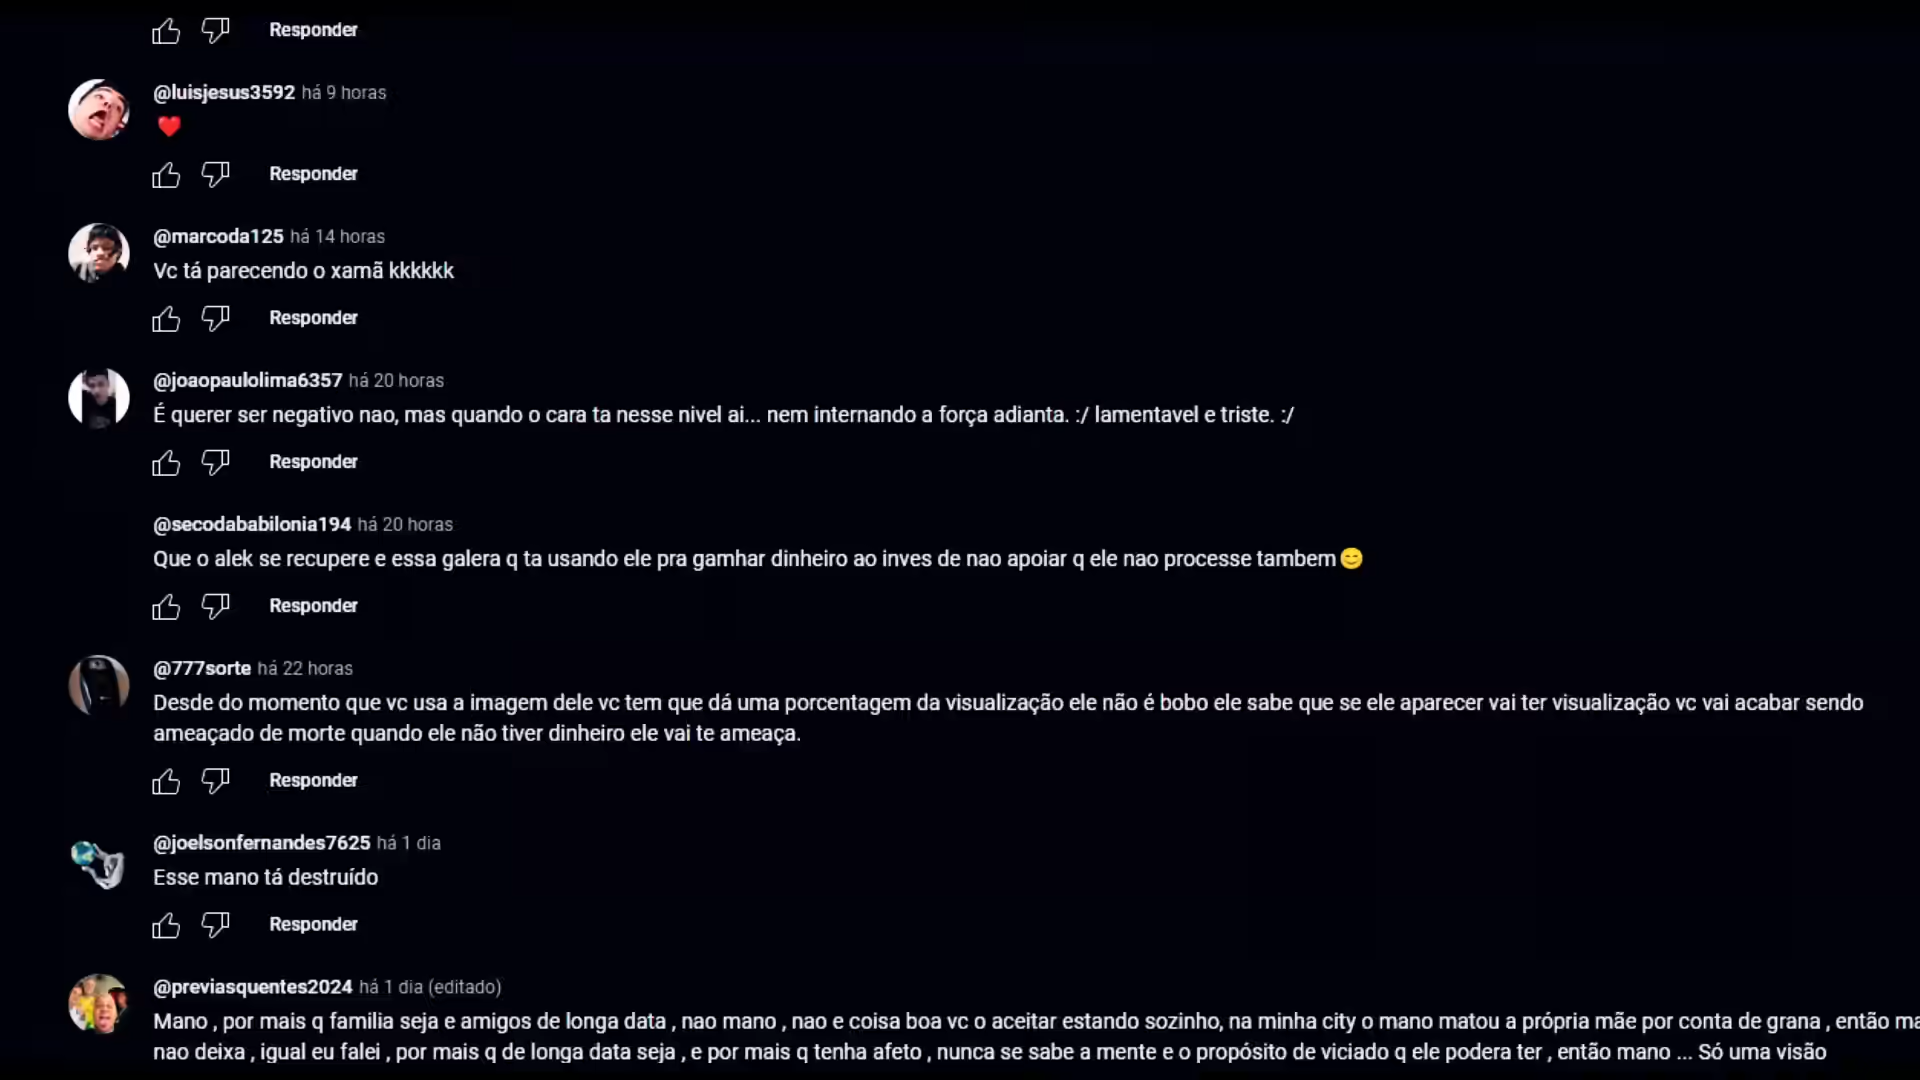 Responder
@luisjesus3592 há 9 horas
❤️
Responder
@marcoda125 há 14 horas
Vc tá parecendo o xamã kkkkkk
Responder
@joaopaulolima6357 há 20 horas
É querer ser negativo nao, mas quando o cara ta nesse nivel ai... nem internando a força adianta. :/ lamentavel e triste. :/
Responder
@secodababilonia194 há 20 horas
Que o alek se recupere e essa galera q ta usando ele pra gamhar dinheiro ao inves de nao apoiar q ele nao processe tambem😊
Responder
@777sorte há 22 horas
Desde do momento que vc usa a imagem dele vc tem que dá uma porcentagem da visualização ele não é bobo ele sabe que se ele aparecer vai ter visualização vc vai acabar sendo
ameaçado de morte quando ele não tiver dinheiro ele vai te ameaça.
Responder
@joelsonfernandes7625 há 1 dia
Esse mano tá destruído
Responder
@previasquentes2024 há 1 dia (editado)
Mano , por mais q familia seja e amigos de longa data , nao mano , nao e coisa boa vc o aceitar estando sozinho, na minha city o mano matou a própria mãe por conta de grana , então
nao deixa , igual eu falei , por mais q de longa data seja , e por mais q tenha afeto , nunca se sabe a mente e o propósito de viciado q ele podera ter , então mano ... Só uma visão